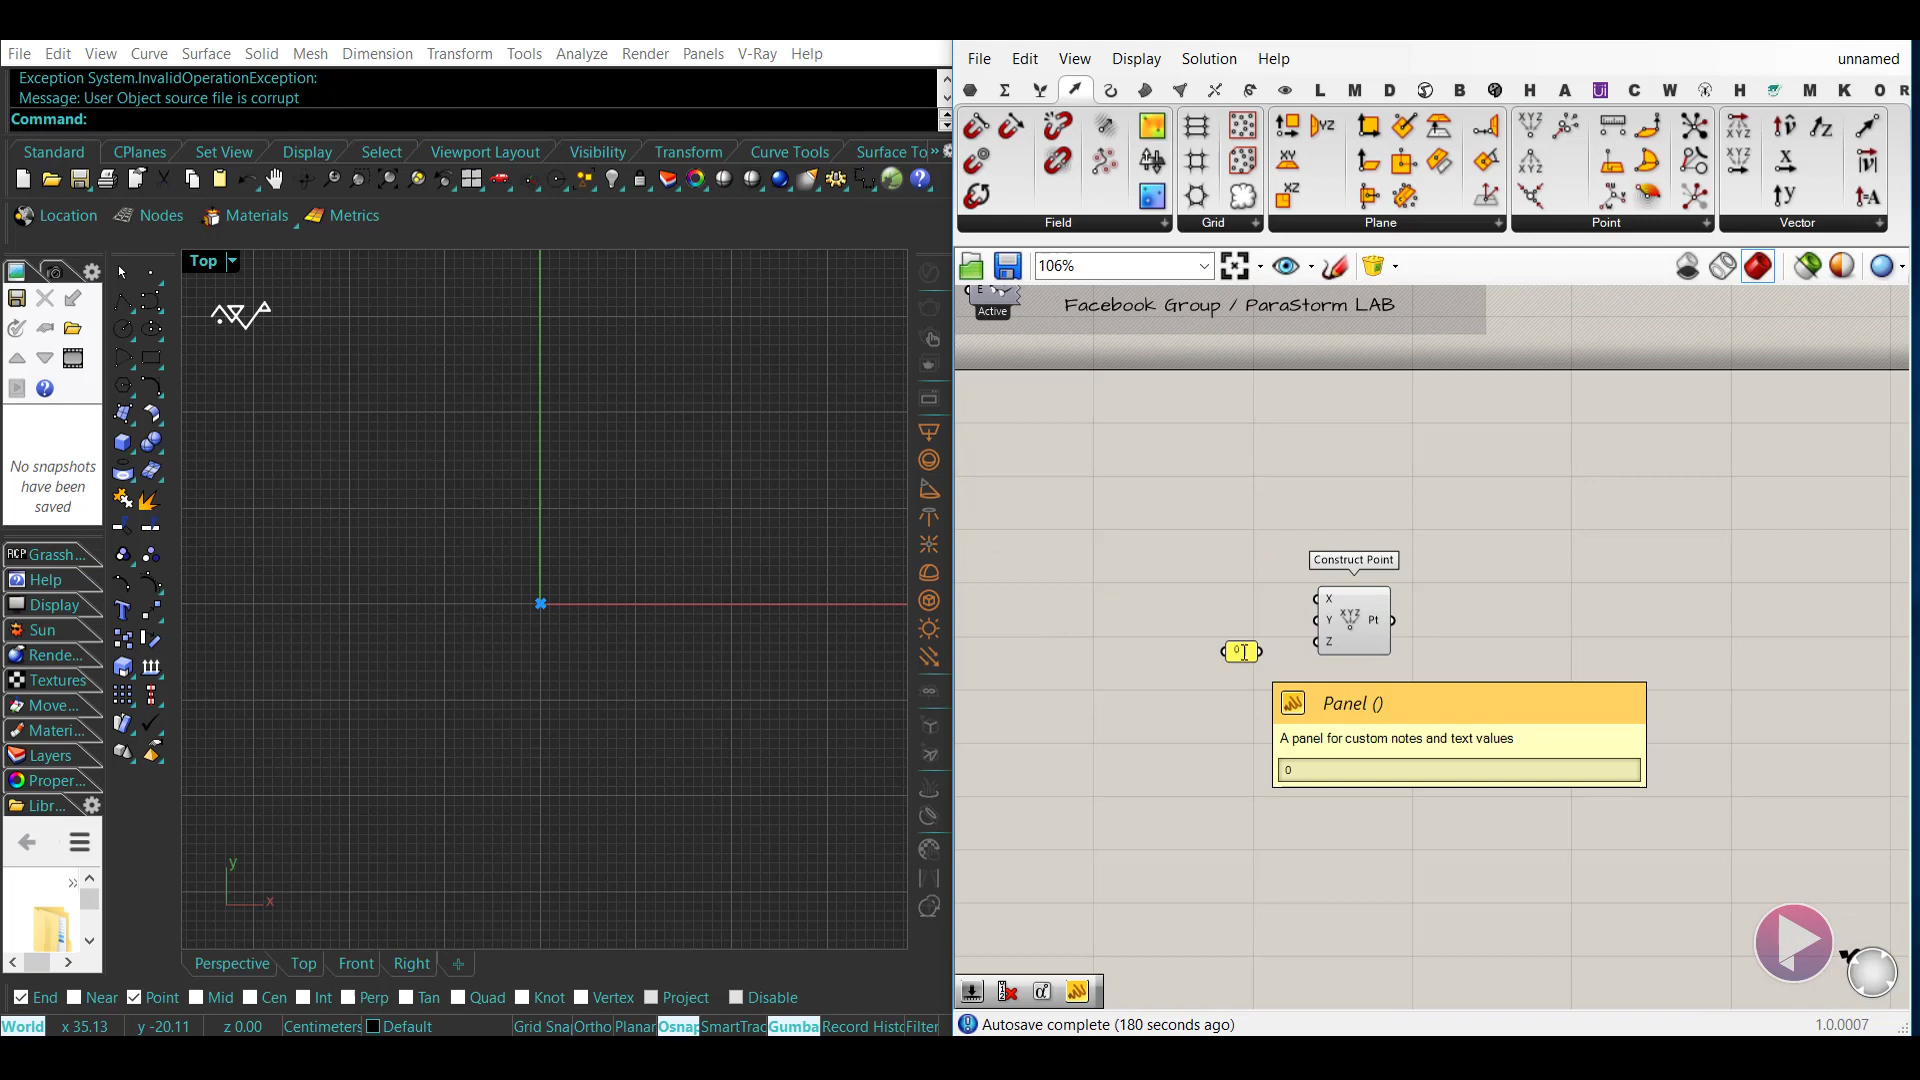 File Edit View Curve Surface Solid Mesh Dimension Transform Tools Analyze Render Panels V-Ray Help
Exception System.InvalidOperationException:
Message: User Object source file is corrupt
Command:
Standard CPlanes Set View Display Select Viewport Layout Visibility Transform Curve Tools Surface To
Location Nodes Materials Metrics
Top
No snapshots
have been
saved
Grassh...
Help
Display
Sun
Rende...
Textures
Move...
Materi...
Layers
Proper...
Libr...
y
x
Perspective Top Front Right
End Near Point Mid Cen Int Perp Tan Quad Knot Vertex Project Disable
World x 35.13 y -20.11 z 0.00 Centimeters Default Grid Sna Ortho Planar Osnap SmartTrac Gumba Record Histo Filter
File Edit View Display Solution Help unnamed
L M D B H A C W H M K O R
Field Grid Plane Point Vector
106%
E
Active
Facebook Group / ParaStorm LAB
Construct Point
X
Y XYZ Pt
Z
0
Panel ()
A panel for custom notes and text values
0
Autosave complete (180 seconds ago) 1.0.0007